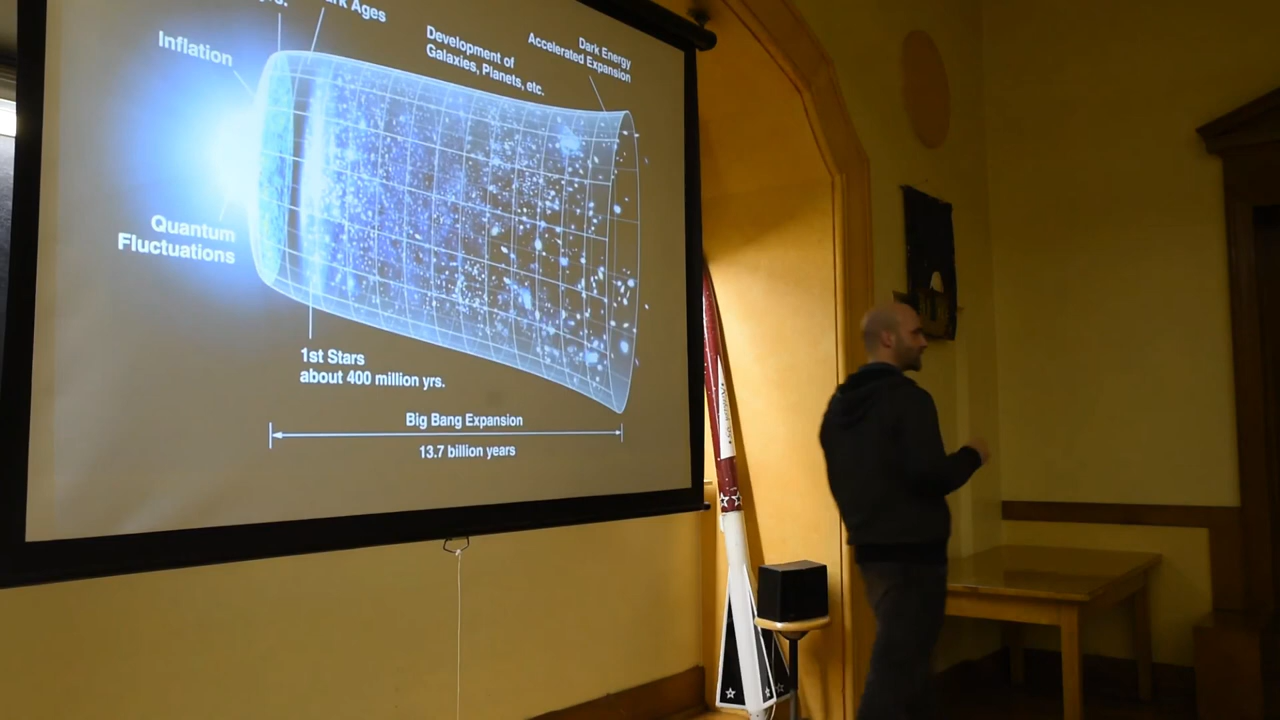 Ages
Inflation
Development of
Galaxies, Planets, etc.
Dark Energy
Accelerated Expansion
Quantum
Fluctuations
1st Stars
about 400 million yrs.
Big Bang Expansion
13.7 billion years